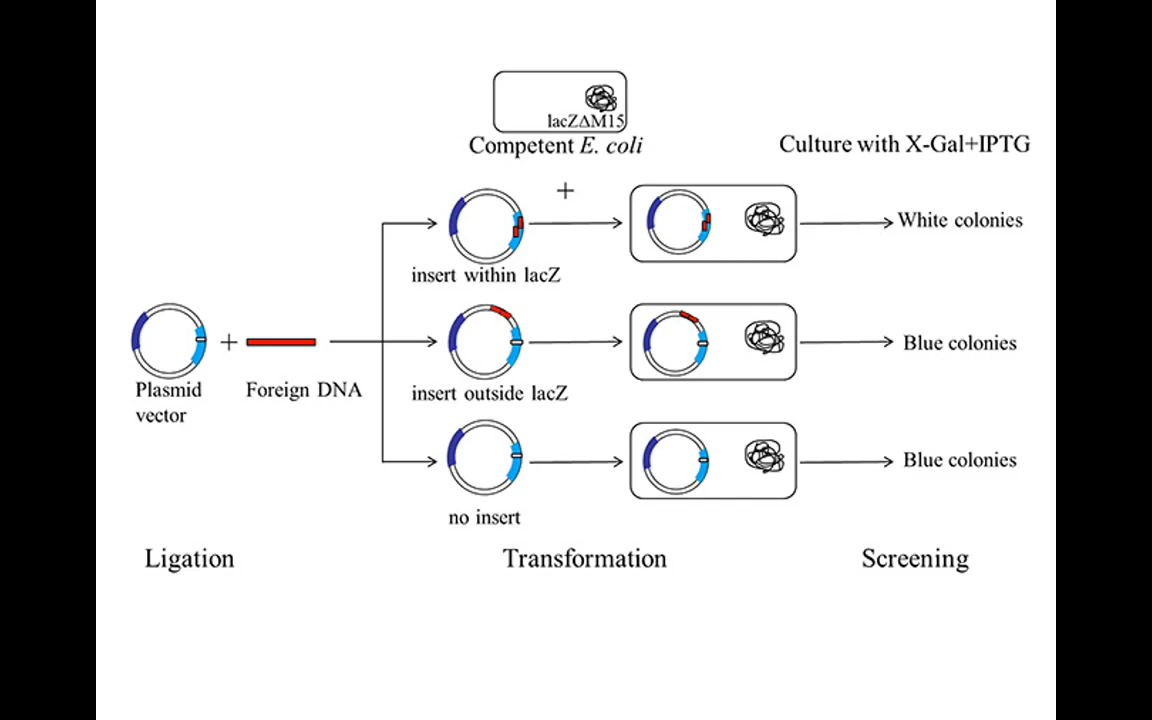 lacZΔM15
Competent E. coli
Culture with X-Gal+IPTG
+
White colonies
insert within lacZ
+
Plasmid
vector
Foreign DNA
insert outside lacZ
Blue colonies
no insert
Blue colonies
Ligation
Transformation
Screening